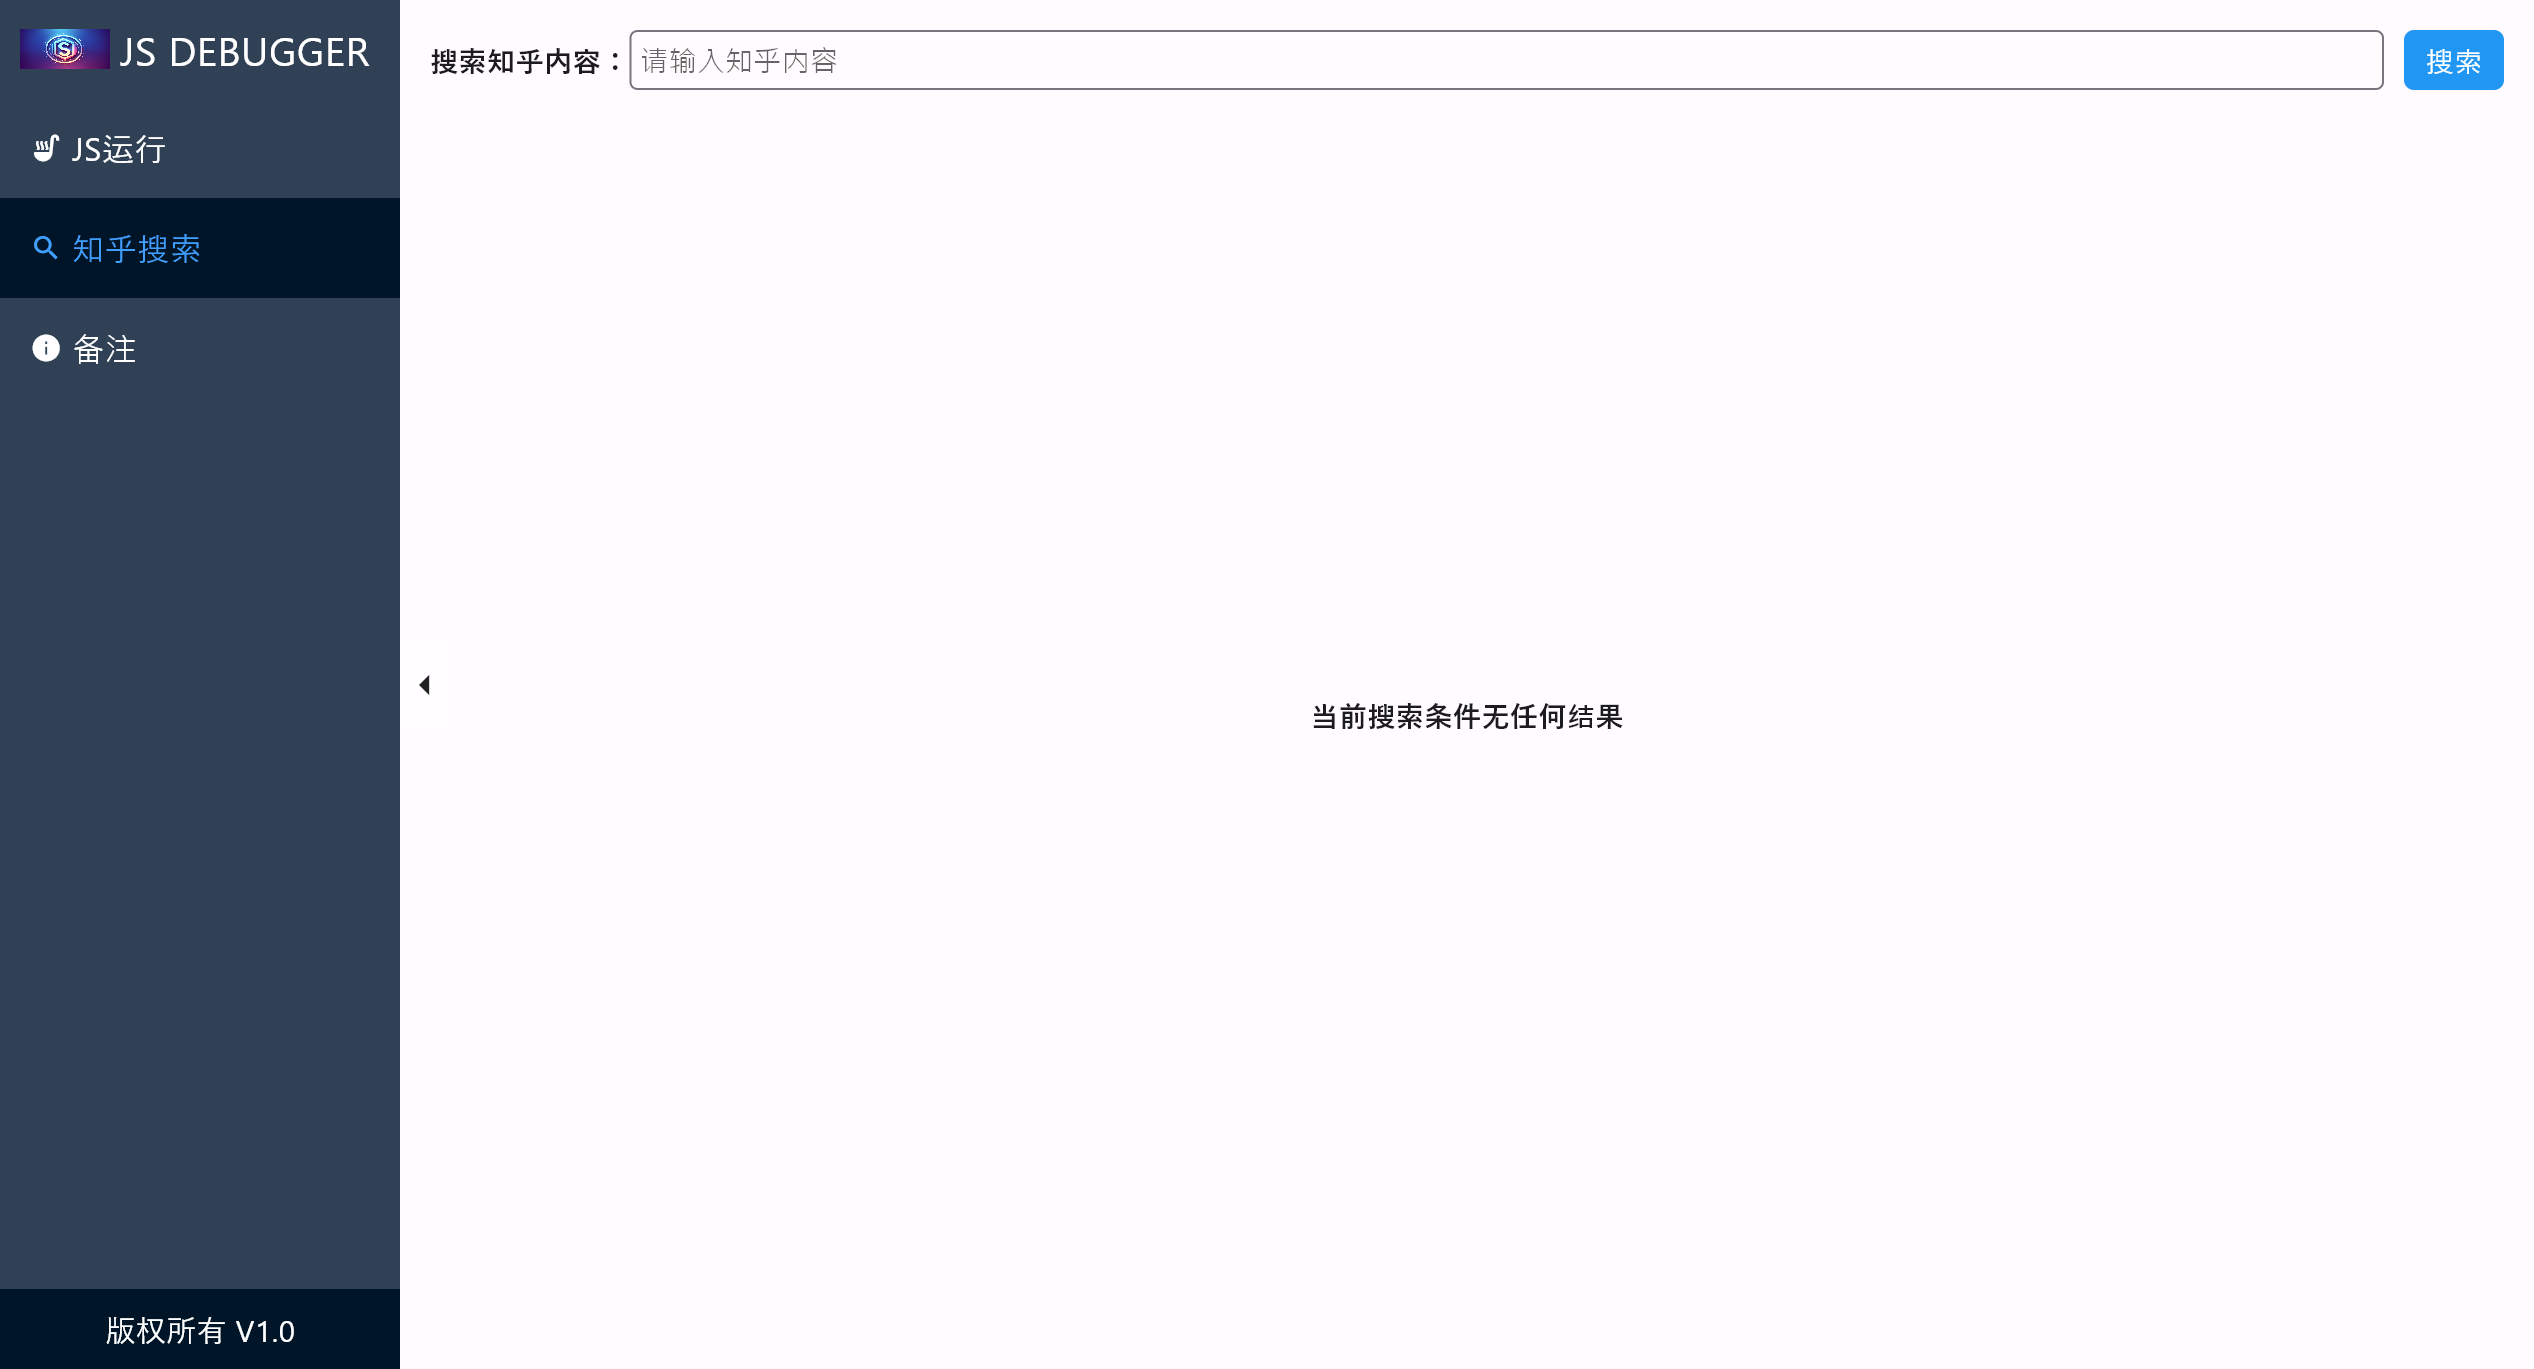 JS DEBUGGER
JS运行
知乎搜索
备注
版权所有 V1.0
搜索知乎内容：
请输入知乎内容
搜索
当前搜索条件无任何结果